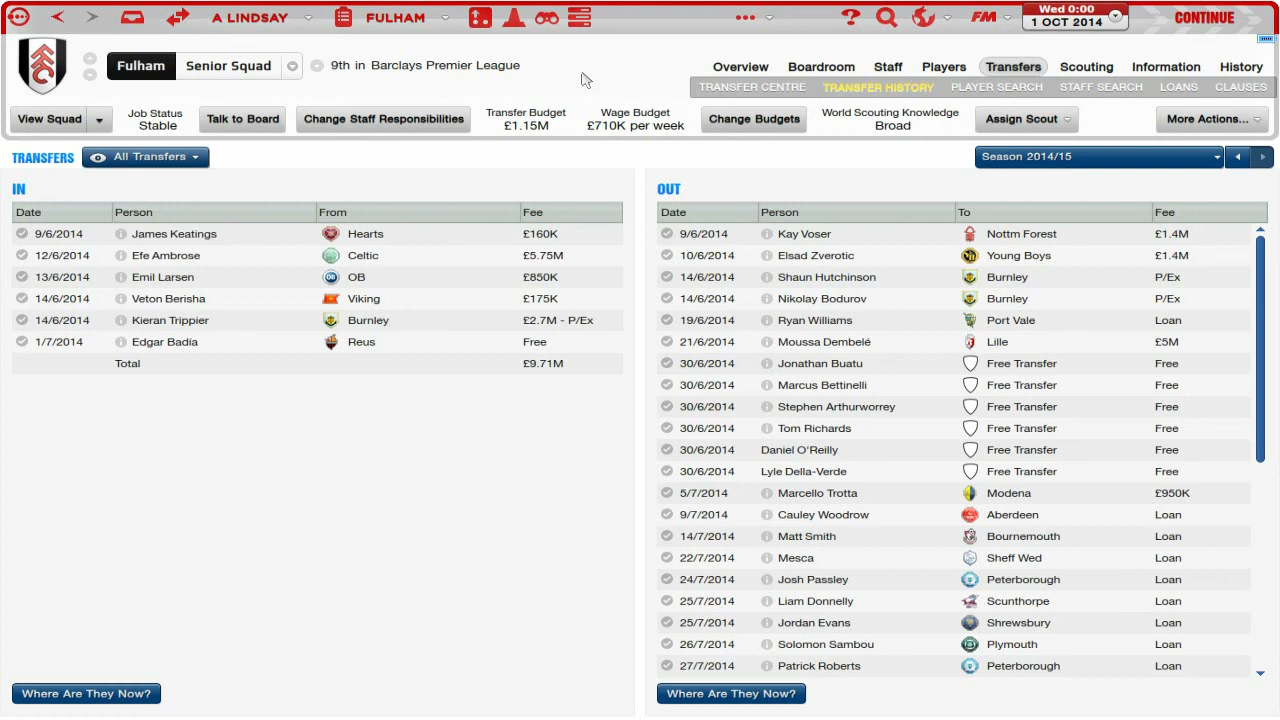 A LINDSAY FULHAM FM Wed 0:00 1 OCT 2014 CONTINUE
Fulham Senior Squad 9th in Barclays Premier League
Overview Boardroom Staff Players Transfers Scouting Information History
TRANSFER CENTRE TRANSFER HISTORY PLAYER SEARCH STAFF SEARCH LOANS CLAUSES
View Squad Job Status Stable Talk to Board Change Staff Responsibilities Transfer Budget £1.15M Wage Budget £710K per week Change Budgets World Scouting Knowledge Broad Assign Scout More Actions...
TRANSFERS All Transfers Season 2014/15
IN
Date Person From Fee
9/6/2014 James Keatings Hearts £160K
12/6/2014 Efe Ambrose Celtic £5.75M
13/6/2014 Emil Larsen OB OB £850K
14/6/2014 Veton Berisha Viking £175K
14/6/2014 Kieran Trippier Burnley £2.7M - P/Ex
1/7/2014 Edgar Badía Reus Free
Total £9.71M
Where Are They Now?
OUT
Date Person To Fee
9/6/2014 Kay Voser Nottm Forest £1.4M
10/6/2014 Elsad Zverotic Young Boys £1.4M
14/6/2014 Shaun Hutchinson Burnley P/Ex
14/6/2014 Nikolay Bodurov Burnley P/Ex
19/6/2014 Ryan Williams Port Vale Loan
21/6/2014 Moussa Dembelé Lille £5M
30/6/2014 Jonathan Buatu Free Transfer Free
30/6/2014 Marcus Bettinelli Free Transfer Free
30/6/2014 Stephen Arthurworrey Free Transfer Free
30/6/2014 Tom Richards Free Transfer Free
30/6/2014 Daniel O'Reilly Free Transfer Free
30/6/2014 Lyle Della-Verde Free Transfer Free
5/7/2014 Marcello Trotta Modena £950K
9/7/2014 Cauley Woodrow Aberdeen Loan
14/7/2014 Matt Smith Bournemouth Loan
22/7/2014 Mesca Sheff Wed Loan
24/7/2014 Josh Passley Peterborough Loan
25/7/2014 Liam Donnelly Scunthorpe Loan
25/7/2014 Jordan Evans Shrewsbury Loan
26/7/2014 Solomon Sambou Plymouth Loan
27/7/2014 Patrick Roberts Peterborough Loan
Where Are They Now?